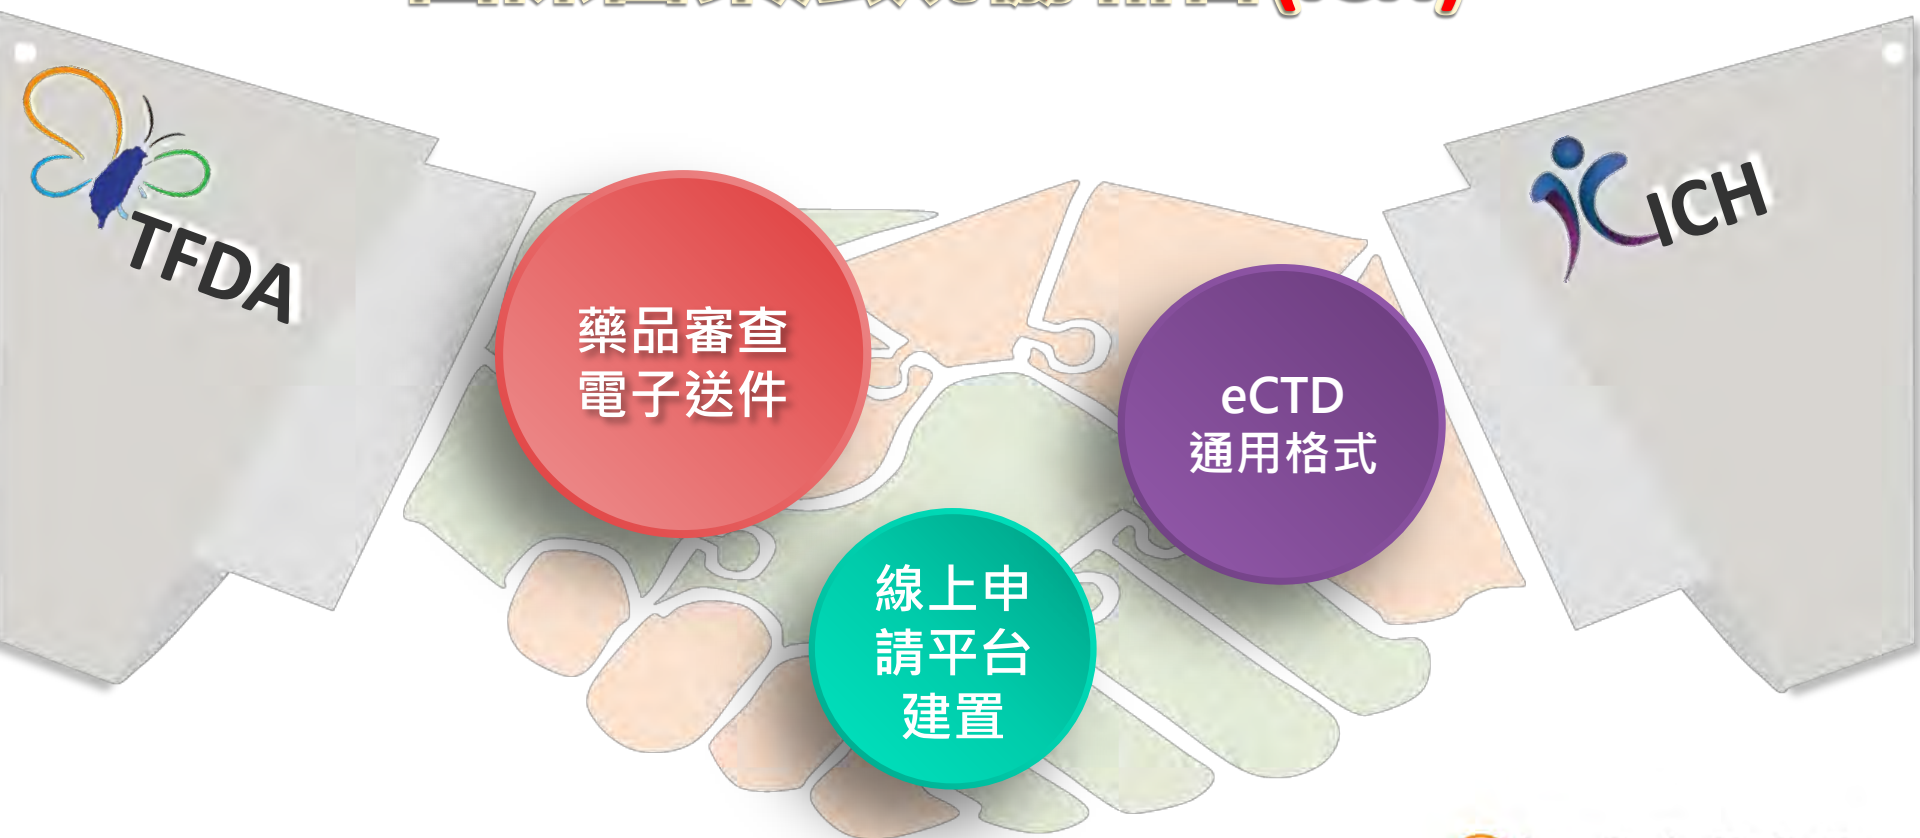 TFDA
ICH
藥品審查
電子送件
eCTD
通用格式
線上申
請平台
建置